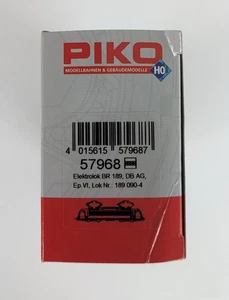 PIKO
MODELLBAHNEN & GEBÄUDEMODELLE
H0
4 015615 579687
57968
Elektrolok BR 189, DB AG,
Ep VI, Lok Nr.: 189 090-4